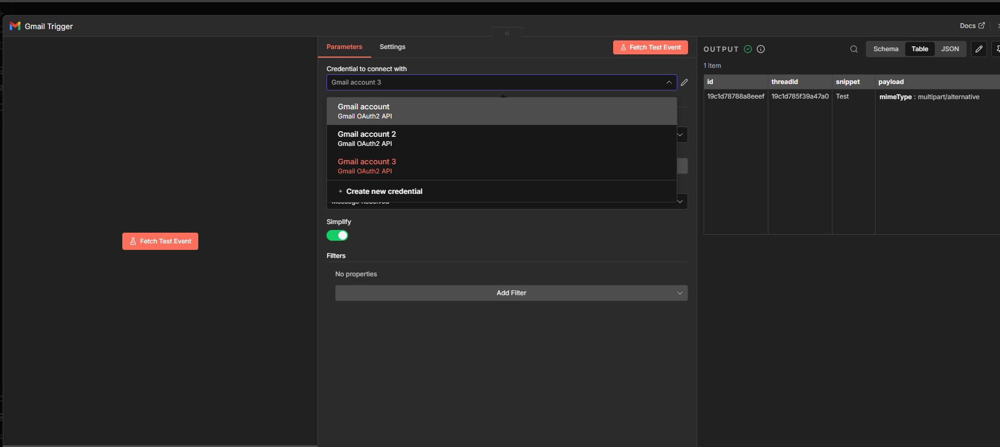 Gmail Trigger
Docs
Parameters
Settings
Fetch Test Event
OUTPUT
Schema
Table
JSON
Credential to connect with
Gmail account 3
1 item
id
threadId
snippet
payload
19c1d78788a8eeef
19c1d785f39a47a0
Test
mimeType : multipart/alternative
Gmail account
Gmail OAuth2 API
Gmail account 2
Gmail OAuth2 API
Gmail account 3
Gmail OAuth2 API
+ Create new credential
Message Received
Simplify
Fetch Test Event
Filters
No properties
Add Filter